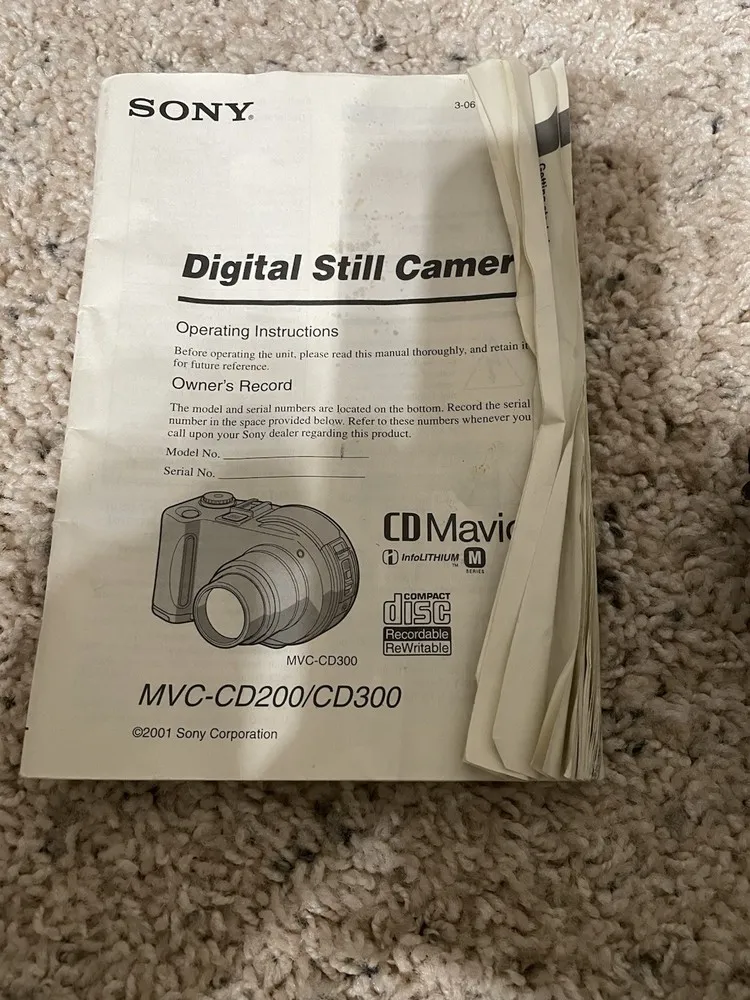 SONY®
3-06
Digital Still Camer
Operating Instructions
Before operating the unit, please read this manual thoroughly, and retain it
for future reference.
Owner's Record
The model and serial numbers are located on the bottom. Record the serial
number in the space provided below. Refer to these numbers whenever you
call upon your Sony dealer regarding this product.
Model No.
Serial No.
CD Mavic
InfoLITHIUM™ M
SERIES
COMPACT
disc
Recordable
ReWritable
MVC-CD300
MVC-CD200/CD300
©2001 Sony Corporation